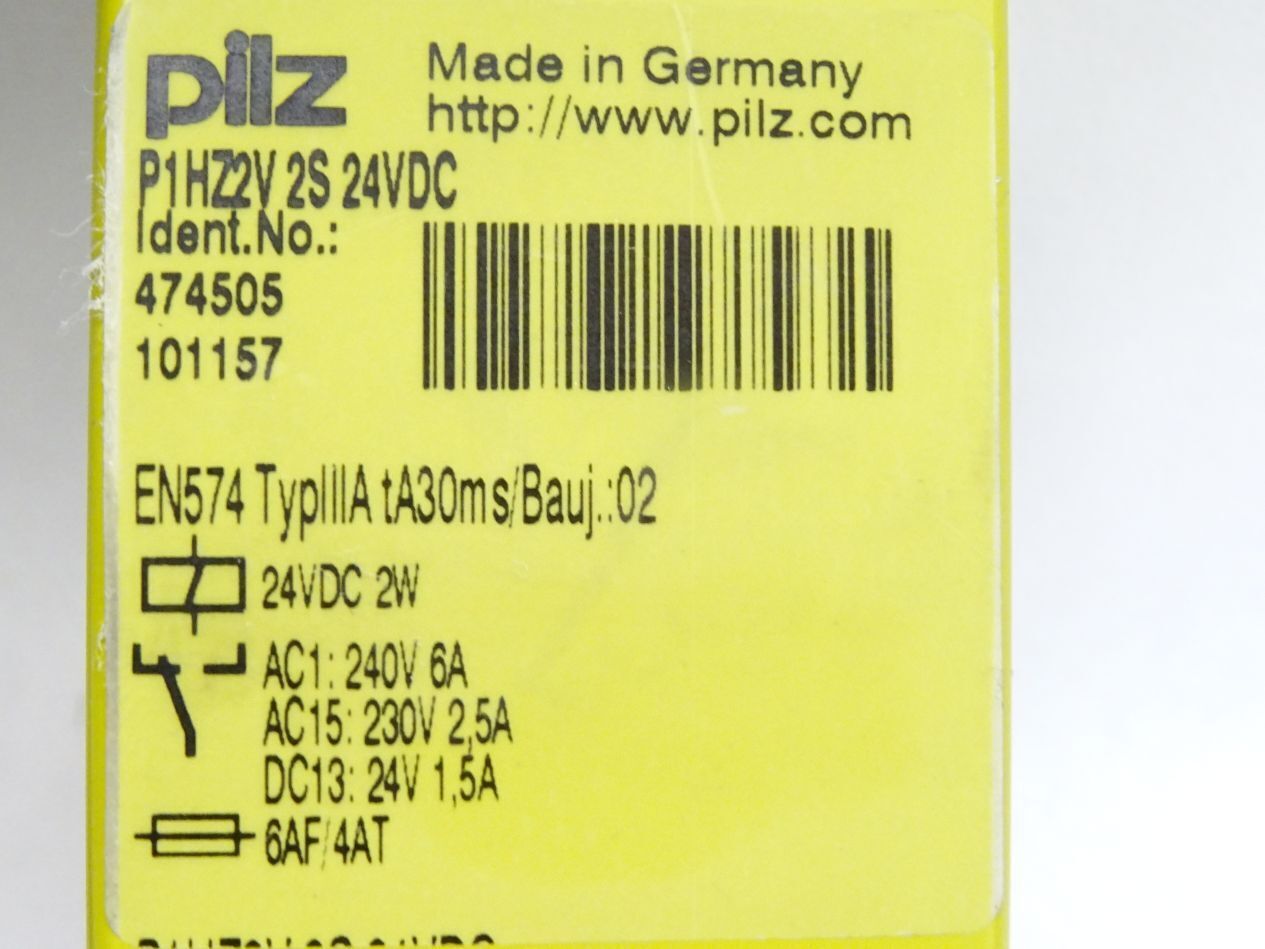 pilz
Made in Germany
http://www.pilz.com
P1HZ2V 2S 24VDC
Ident.No.:
474505
101157
EN574 TypIIIA tA30ms/Bauj.:02
24VDC 2W
AC1: 240V 6A
AC15: 230V 2,5A
DC13: 24V 1,5A
6AF/4AT